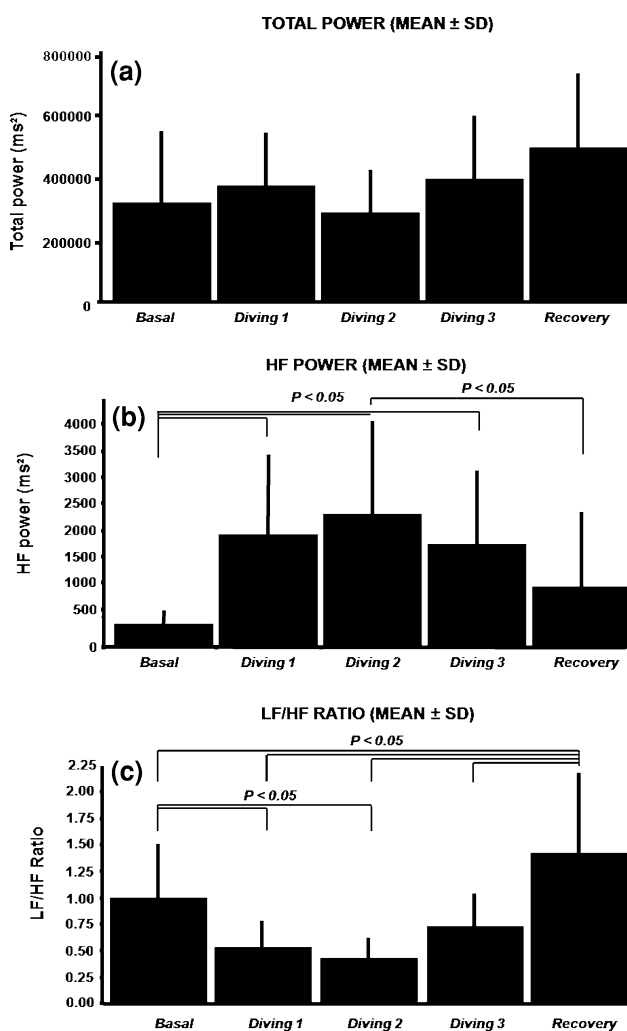 TOTAL POWER (MEAN ± SD)
(a)
Total power (ms²)
800000
600000
400000
200000
0
Basal Diving 1 Diving 2 Diving 3 Recovery
HF POWER (MEAN ± SD)
P < 0.05 P < 0.05
(b)
HF power (ms²)
4000
3500
3000
2500
2000
1500
1000
500
0
Basal Diving 1 Diving 2 Diving 3 Recovery
LF/HF RATIO (MEAN ± SD)
P < 0.05
(c)
P < 0.05
LF/HF Ratio
2.25
2.00
1.50
1.00
0.75
0.50
0.25
0.00
Basal Diving 1 Diving 2 Diving 3 Recovery